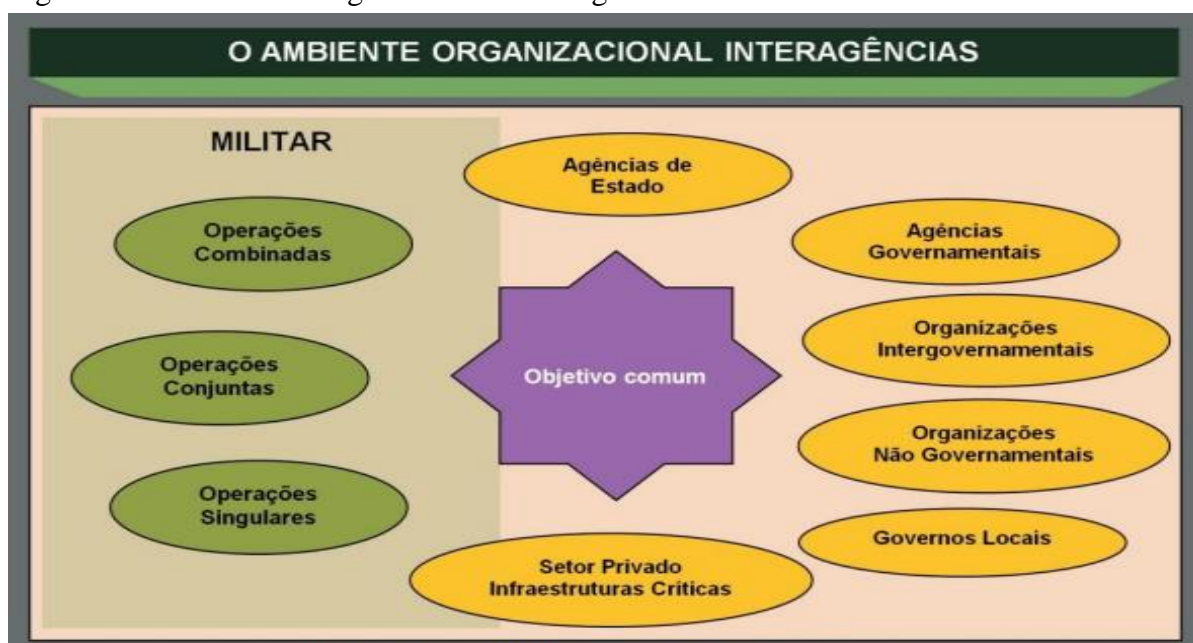 O AMBIENTE ORGANIZACIONAL INTERAGÊNCIAS
MILITAR
Operações
Combinadas
Operações
Conjuntas
Operações
Singulares
Agências de
Estado
Objetivo comum
Setor Privado
Infraestruturas Críticas
Agências
Governamentais
Organizações
Intergovernamentais
Organizações
Não Governamentais
Governos Locais